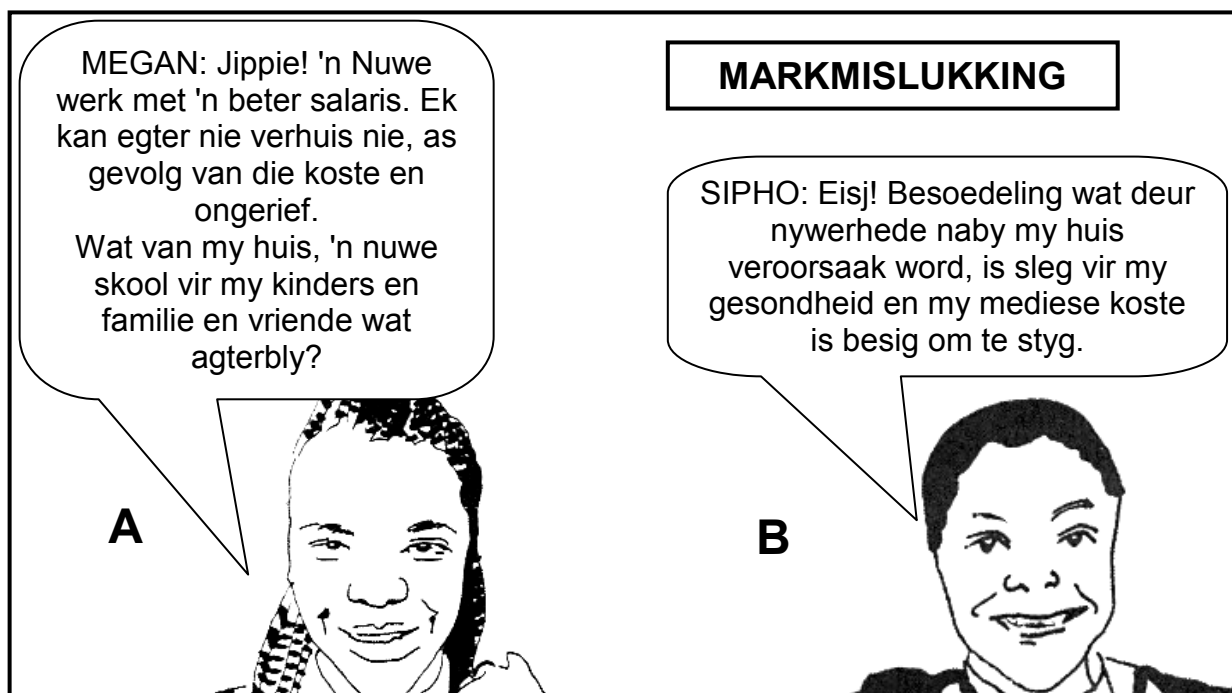 MEGAN: Jippie! 'n Nuwe
werk met 'n beter salaris. Ek
kan egter nie verhuis nie, as
gevolg van die koste en
ongerief.
Wat van my huis, 'n nuwe
skool vir my kinders en
familie en vriende wat
agterbly?
A
MARKMISLUKKING
SIPHO: Eisj! Besoedeling wat deur
nywerhede naby my huis
veroorsaak word, is sleg vir my
gesondheid en my mediese koste
is besig om te styg.
B